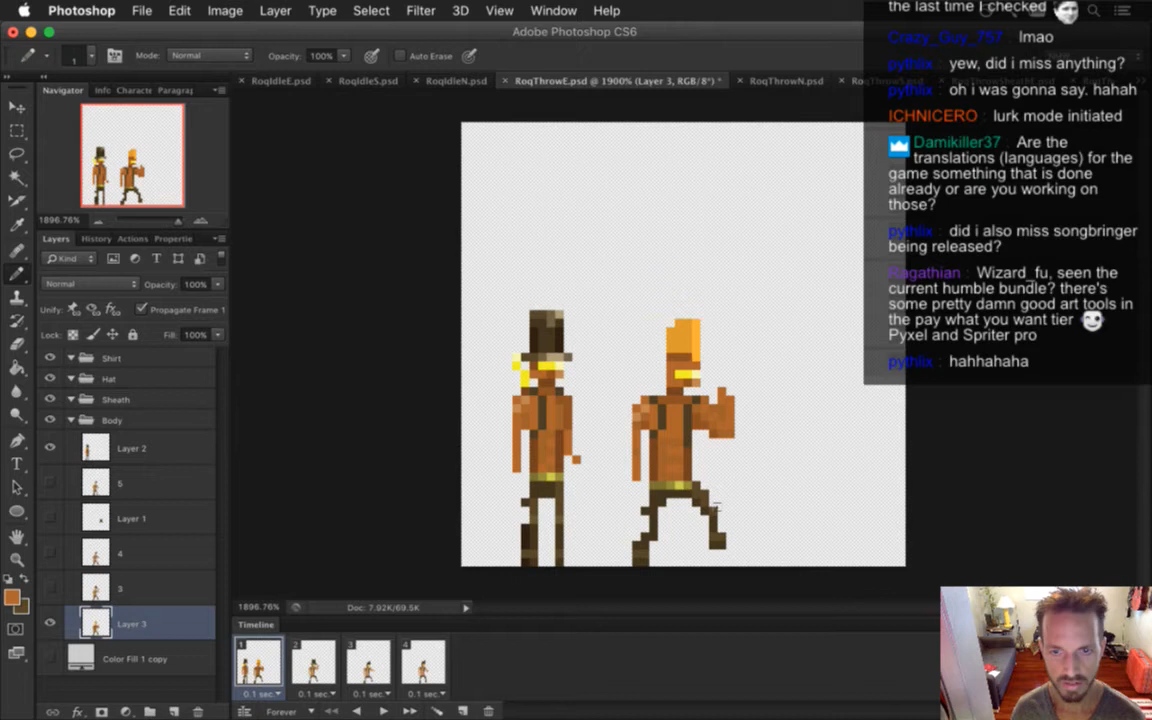 Photoshop File Edit Image Layer Type Select Filter 3D View Window Help
Adobe Photoshop CS6
1 Mode: Normal Opacity: 100% Auto Erase
RoqIdleE.psd RoqIdleS.psd RoqIdleN.psd RoqThrowE.psd @ 1900% (Layer 3, RGB/8*) * RoqThrowN.psd
Navigator Info Characte Paragraj
1896.76%
Layers History Actions Propertie
Kind
Normal Opacity: 100%
Unify: Propagate Frame 1
Lock: Fill: 100%
Shirt
Hat
Sheath
Body
Layer 2
5
Layer 1
4
3
Layer 3
Color Fill 1 copy
fx
1896.76% Doc: 7.92K/69.5K
Timeline
1 2 3 4
0.1 sec. 0.1 sec. 0.1 sec. 0.1 sec.
Forever
the last time I checked
Crazy_Guy_757 : lmao
pythlix : yew, did i miss anything?
pythlix : oh i was gonna say. hahah
ICHNICERO : lurk mode initiated
Damikiller37 : Are the
translations (languages) for the
game something that is done
already or are you working on
those?
pythlix : did i also miss songbringer
being released?
Ragathian : Wizard_fu, seen the
current humble bundle? there's
some pretty damn good art tools in
the pay what you want tier
Pyxel and Spriter pro
pythlix : hahhahaha